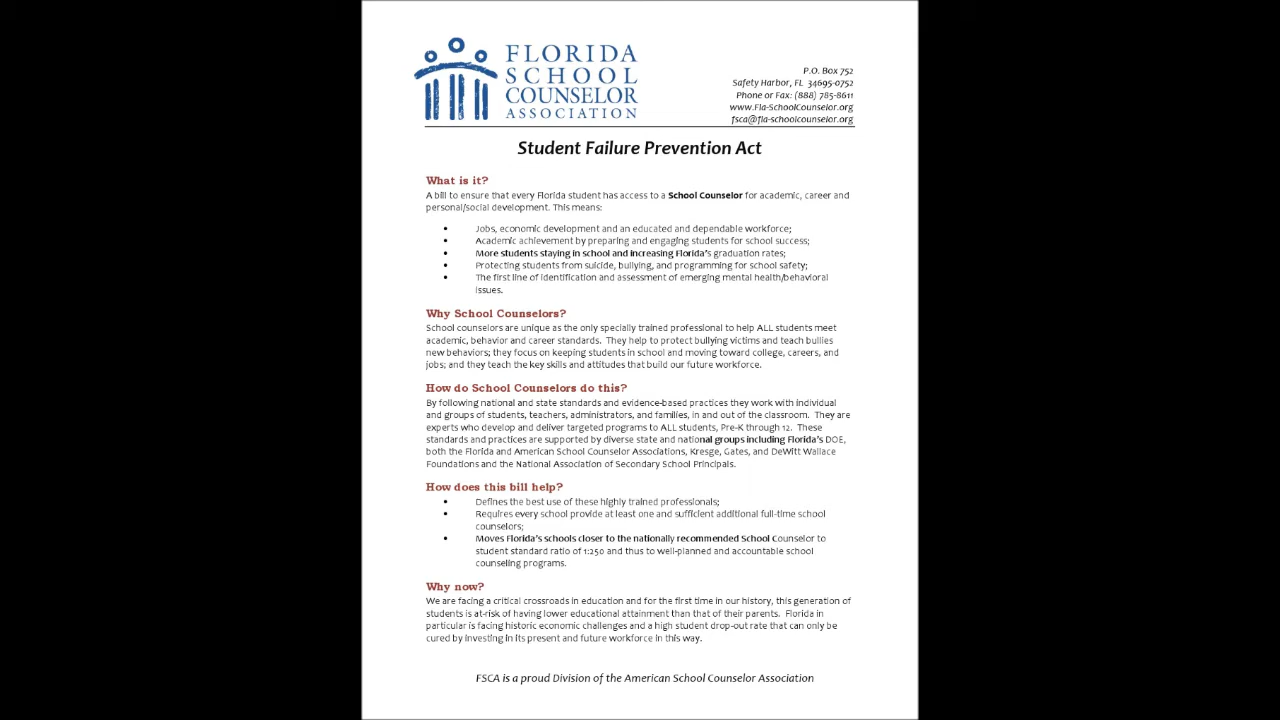 FLORIDA
SCHOOL
COUNSELOR
ASSOCIATION
P.O. Box 752
Safety Harbor, FL 34695-0752
Phone or Fax: (888) 785-8611
www.Fla-SchoolCounselor.org
fsca@fla-schoolcounselor.org
Student Failure Prevention Act
What is it?
A bill to ensure that every Florida student has access to a School Counselor for academic, career and
personal/social development. This means:
• Jobs, economic development and an educated and dependable workforce;
• Academic achievement by preparing and engaging students for school success;
• More students staying in school and increasing Florida's graduation rates;
• Protecting students from suicide, bullying, and programming for school safety;
• The first line of identification and assessment of emerging mental health/behavioral
issues.
Why School Counselors?
School counselors are unique as the only specially trained professional to help ALL students meet
academic, behavior and career standards. They help to protect bullying victims and teach bullies
new behaviors; they focus on keeping students in school and moving toward college, careers, and
jobs; and they teach the key skills and attitudes that build our future workforce.
How do School Counselors do this?
By following national and state standards and evidence-based practices they work with individual
and groups of students, teachers, administrators, and families, in and out of the classroom. They are
experts who develop and deliver targeted programs to ALL students, Pre-K through 12. These
standards and practices are supported by diverse state and national groups including Florida's DOE,
both the Florida and American School Counselor Associations, Kresge, Gates, and DeWitt Wallace
Foundations and the National Association of Secondary School Principals.
How does this bill help?
• Defines the best use of these highly trained professionals;
• Requires every school provide at least one and sufficient additional full-time school
counselors;
• Moves Florida's schools closer to the nationally recommended School Counselor to
student standard ratio of 1:250 and thus to well-planned and accountable school
counseling programs.
Why now?
We are facing a critical crossroads in education and for the first time in our history, this generation of
students is at-risk of having lower educational attainment than that of their parents. Florida in
particular is facing historic economic challenges and a high student drop-out rate that can only be
cured by investing in its present and future workforce in this way.
FSCA is a proud Division of the American School Counselor Association